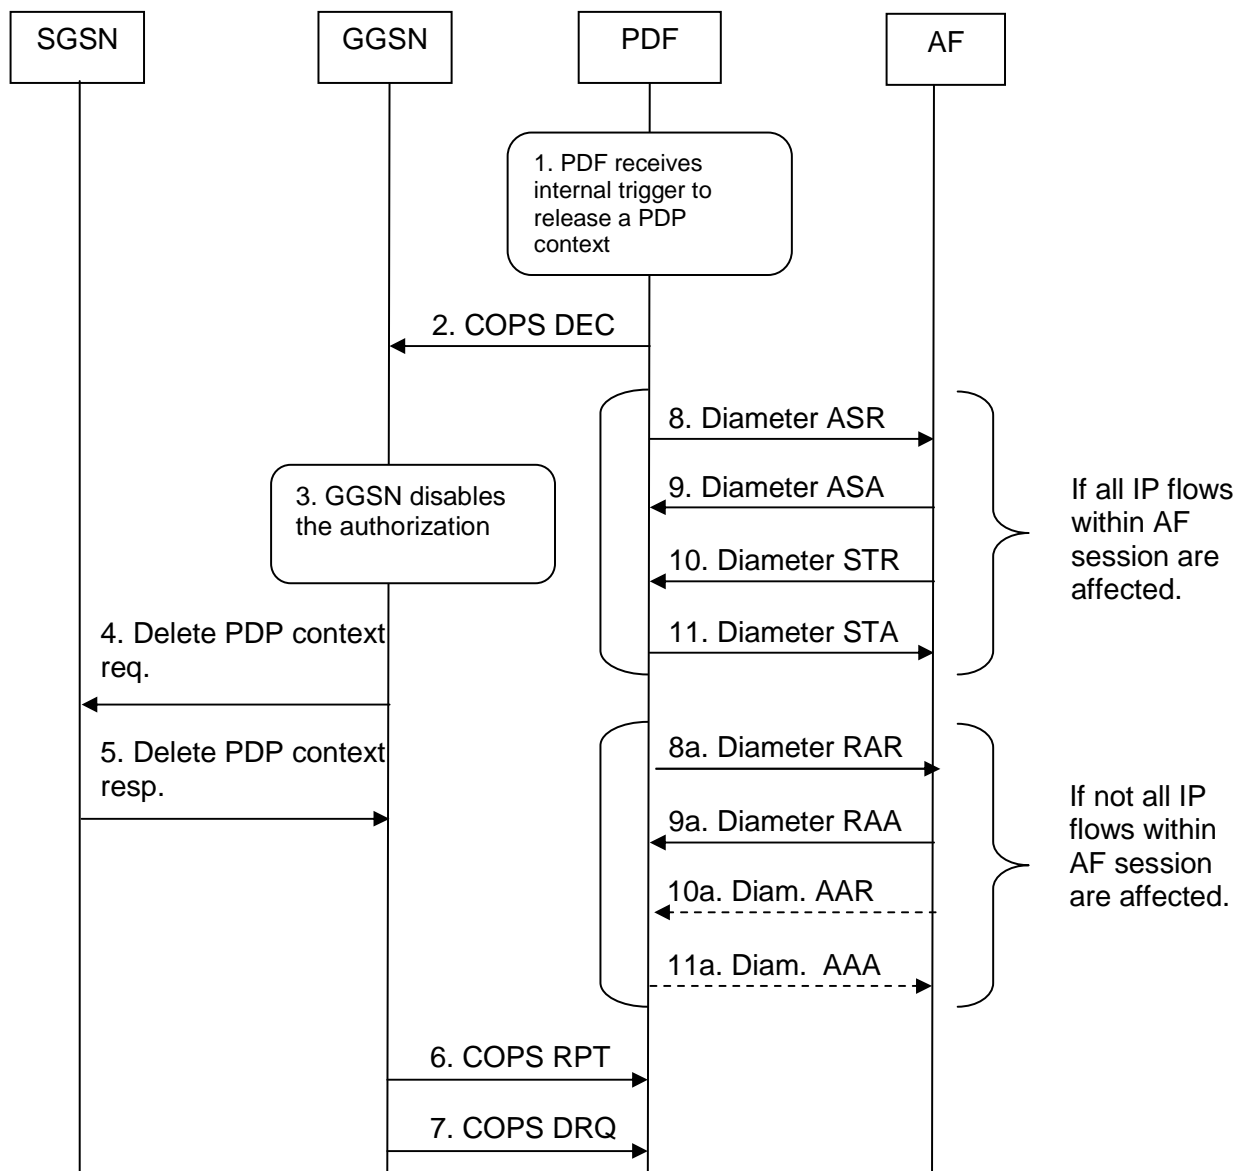 SGSN
GGSN
PDF
AF
1. PDF receives
internal trigger to
release a PDP
context
2. COPS DEC
8. Diameter ASR
3. GGSN disables
the authorization
9. Diameter ASA
10. Diameter STR
11. Diameter STA
If all IP flows
within AF
session are
affected.
4. Delete PDP context
req.
5. Delete PDP context
resp.
8a. Diameter RAR
9a. Diameter RAA
10a. Diam. AAR
11a. Diam. AAA
If not all IP
flows within
AF session
are affected.
6. COPS RPT
7. COPS DRQ